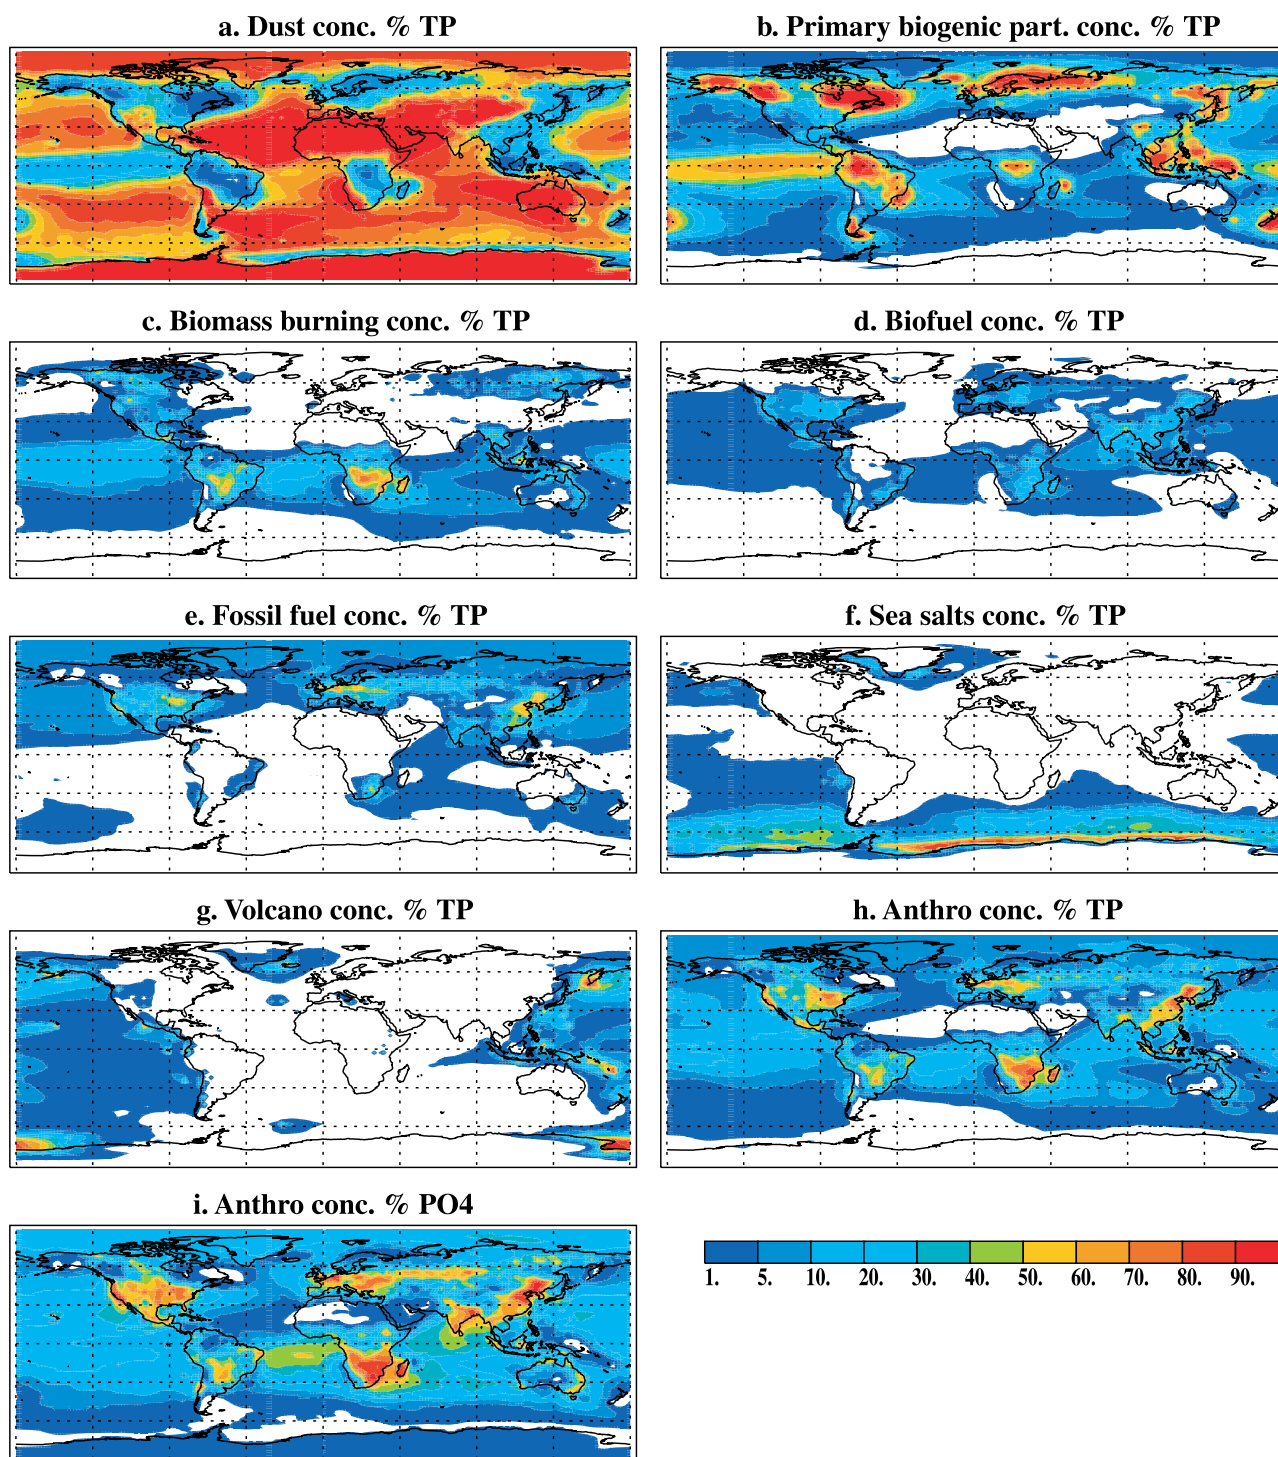 a. Dust conc. % TP
b. Primary biogenic part. conc. % TP
c. Biomass burning conc. % TP
d. Biofuel conc. % TP
e. Fossil fuel conc. % TP
f. Sea salts conc. % TP
g. Volcano conc. % TP
h. Anthro conc. % TP
i. Anthro conc. % PO4
1. 5. 10. 20. 30. 40. 50. 60. 70. 80. 90.